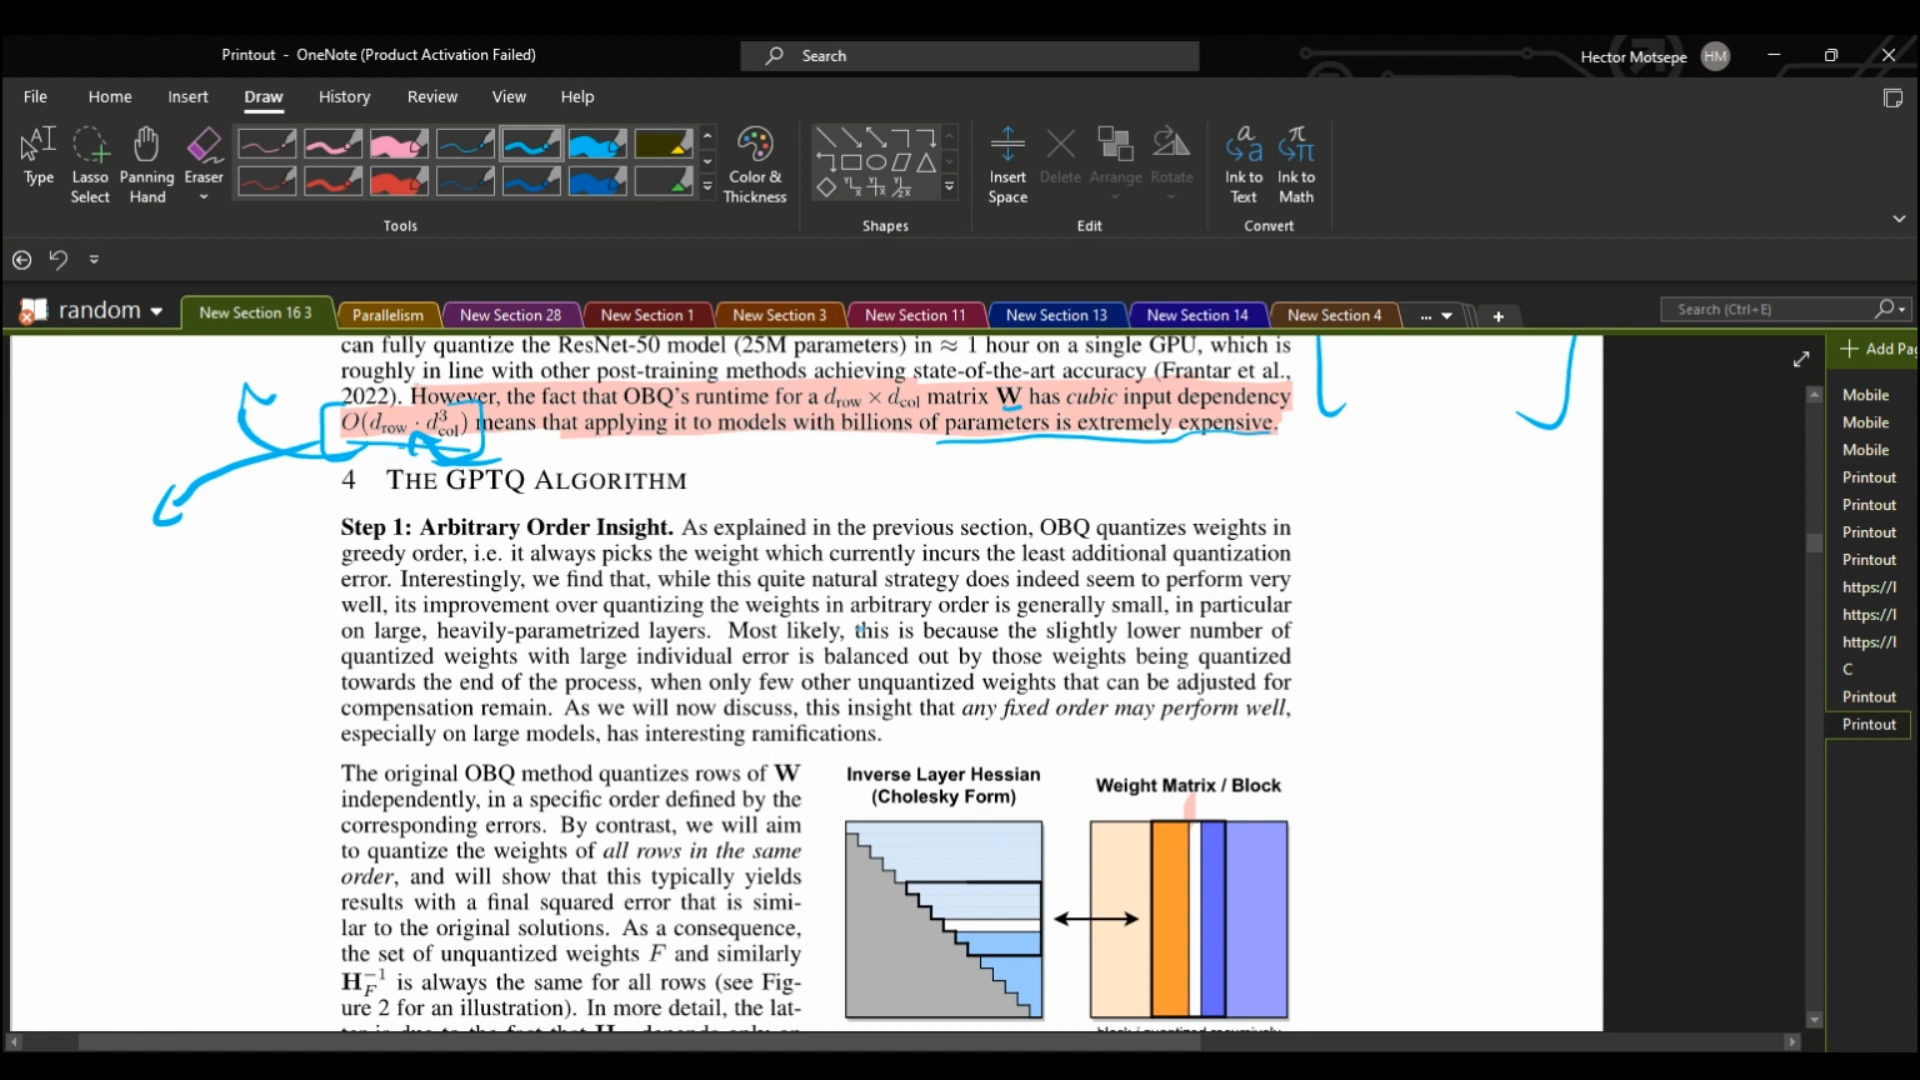 Printout - OneNote (Product Activation Failed)
Search
Hector Motsepe
HM
File
Home
Insert
Draw
History
Review
View
Help
Type
Lasso Select
Panning Hand
Eraser
Color & Thickness
Insert Space
Delete
Arrange
Rotate
Ink to Text
Ink to Math
Tools
Shapes
Edit
Convert
random
New Section 16 3
Parallelism
New Section 28
New Section 1
New Section 3
New Section 11
New Section 13
New Section 14
New Section 4
...
Search (Ctrl+E)
can fully quantize the ResNet-50 model (25M parameters) in ≈ 1 hour on a single GPU, which is
roughly in line with other post-training methods achieving state-of-the-art accuracy (Frantar et al.,
2022). However, the fact that OBQ's runtime for a d_row × d_col matrix W has cubic input dependency
O(d_row · d_col^3) means that applying it to models with billions of parameters is extremely expensive.
4 THE GPTQ ALGORITHM
Step 1: Arbitrary Order Insight. As explained in the previous section, OBQ quantizes weights in
greedy order, i.e. it always picks the weight which currently incurs the least additional quantization
error. Interestingly, we find that, while this quite natural strategy does indeed seem to perform very
well, its improvement over quantizing the weights in arbitrary order is generally small, in particular
on large, heavily-parametrized layers. Most likely, this is because the slightly lower number of
quantized weights with large individual error is balanced out by those weights being quantized
towards the end of the process, when only few other unquantized weights that can be adjusted for
compensation remain. As we will now discuss, this insight that any fixed order may perform well,
especially on large models, has interesting ramifications.
The original OBQ method quantizes rows of W
independently, in a specific order defined by the
corresponding errors. By contrast, we will aim
to quantize the weights of all rows in the same
order, and will show that this typically yields
results with a final squared error that is simi-
lar to the original solutions. As a consequence,
the set of unquantized weights F and similarly
H_F^-1 is always the same for all rows (see Fig-
ure 2 for an illustration). In more detail, the lat-
Inverse Layer Hessian
(Cholesky Form)
Weight Matrix / Block
Add Pag
Mobile
Mobile
Mobile
Printout
Printout
Printout
Printout
https://l
https://l
https://l
C
Printout
Printout